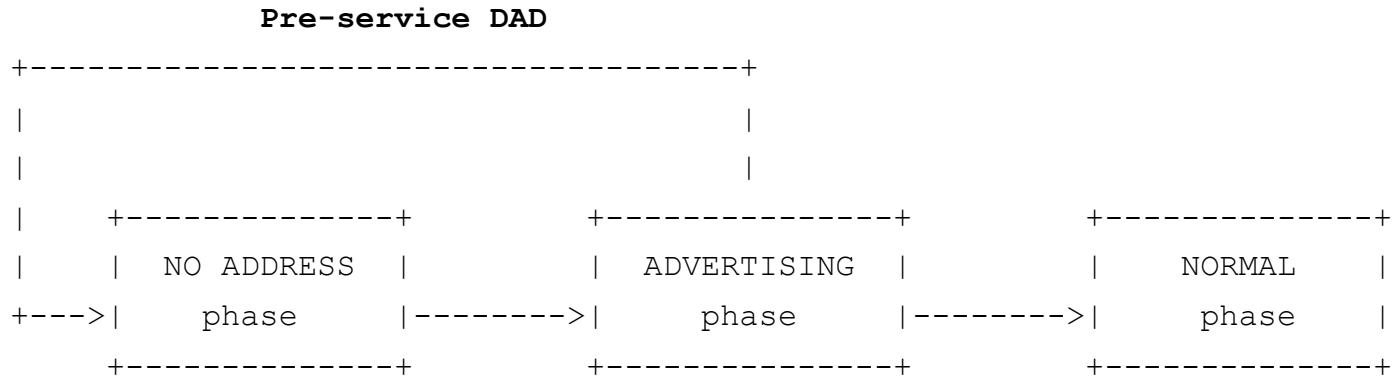 Pre-service DAD
NO ADDRESS ADVERTISING NORMAL
phase phase phase